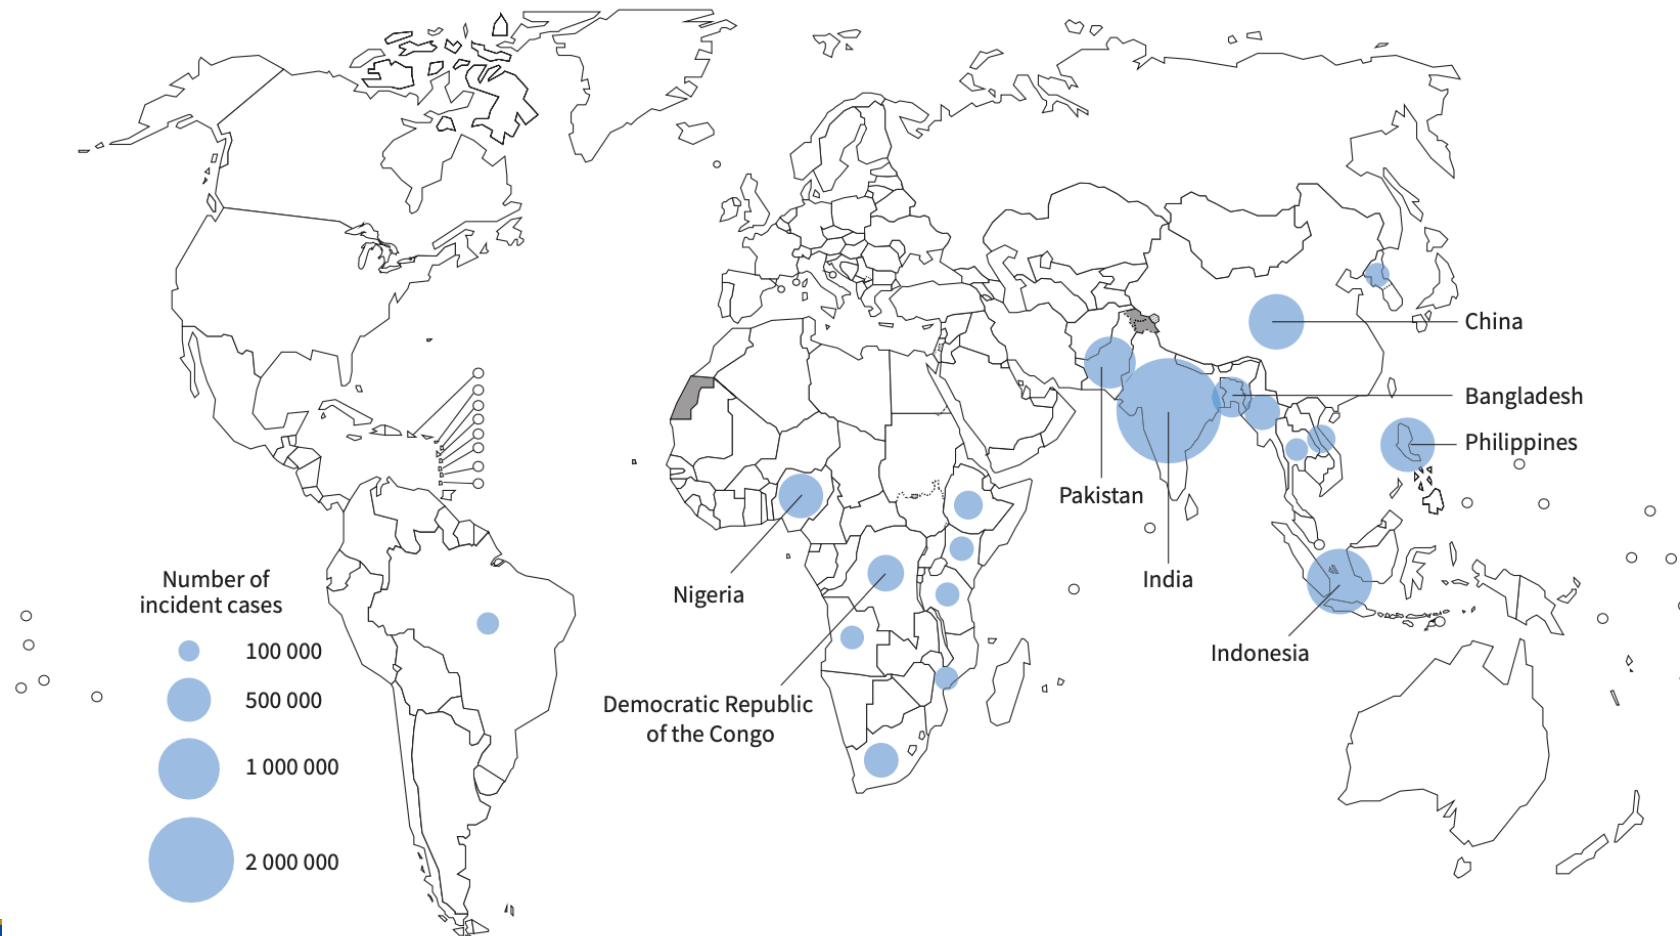 China
Bangladesh
Philippines
Pakistan
India
Nigeria
Indonesia
Democratic Republic
of the Congo
Number of
incident cases
100 000
500 000
1 000 000
2 000 000